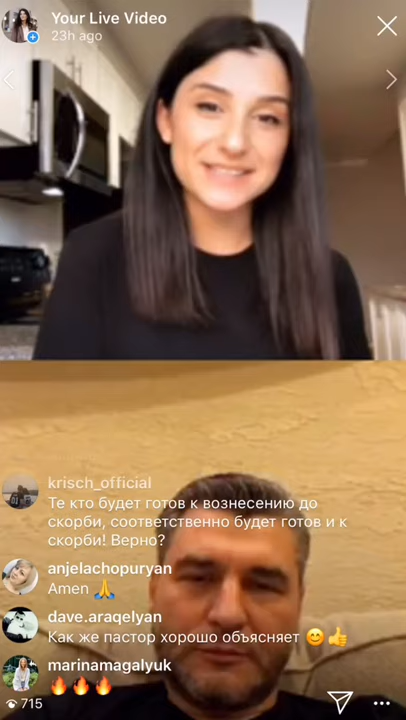 Your Live Video
23h ago
krisch_official
Те кто будет готов к вознесению до
скорби, соответственно будет готов и к
скорби! Верно?
anjelachopuryan
Amen 🙏
dave.araqelyan
Как же пастор хорошо объясняет 😊👍
marinamagalyuk
🔥🔥🔥
715